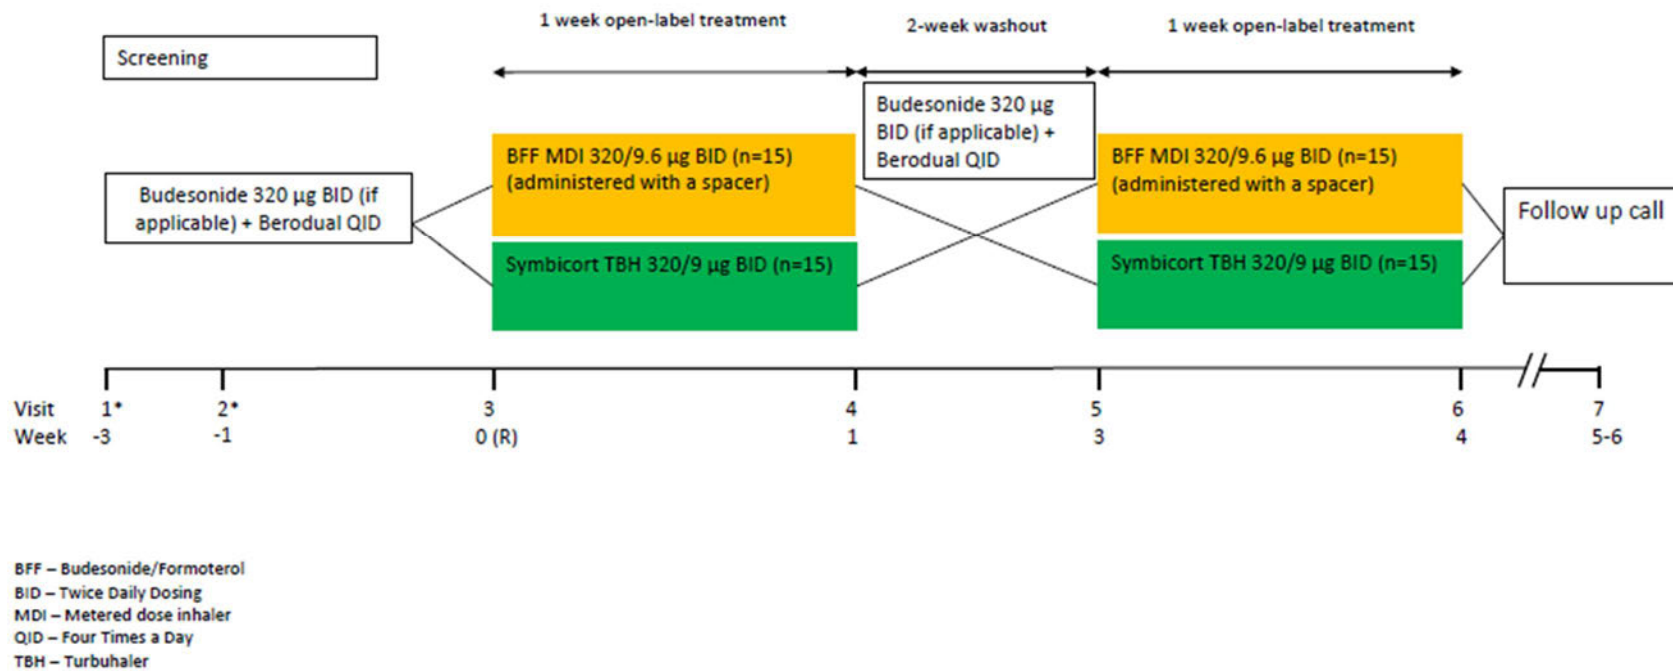 1 week open-label treatment
2-week washout
1 week open-label treatment
Screening
Budesonide 320 µg BID (if
applicable) + Berodual QID
BFF MDI 320/9.6 µg BID (n=15)
(administered with a spacer)
Symbicort TBH 320/9 µg BID (n=15)
Budesonide 320 µg
BID (if applicable) +
Berodual QID
BFF MDI 320/9.6 µg BID (n=15)
(administered with a spacer)
Symbicort TBH 320/9 µg BID (n=15)
Follow up call
Visit 1* 2* 3 4 5 6 7
Week -3 -1 0 (R) 1 3 4 5-6
BFF – Budesonide/Formoterol
BID – Twice Daily Dosing
MDI – Metered dose inhaler
QID – Four Times a Day
TBH – Turbuhaler